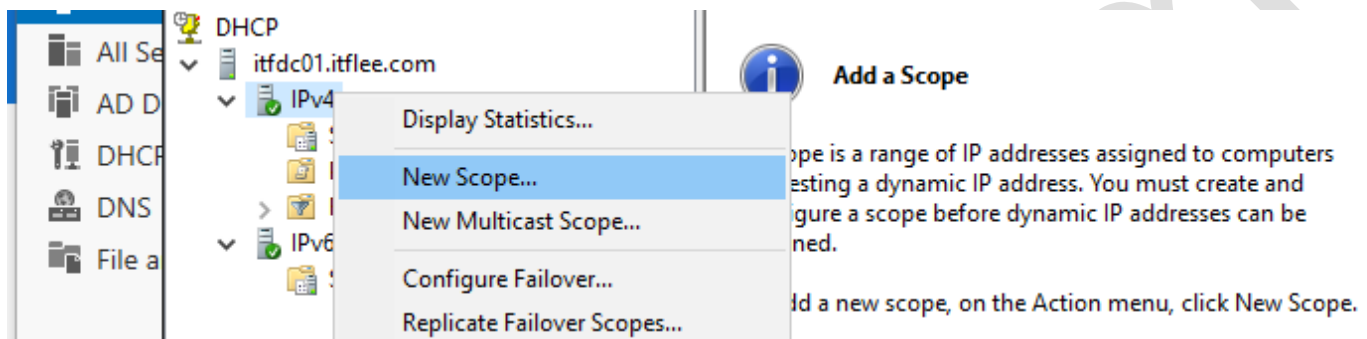 All Se
AD D
DHCP
DNS
File a
DHCP
itfdc01.itflee.com
IPv4
IPv6
Display Statistics...
New Scope...
New Multicast Scope...
Configure Failover...
Replicate Failover Scopes...
Add a Scope
ope is a range of IP addresses assigned to computers
esting a dynamic IP address. You must create and
igure a scope before dynamic IP addresses can be
ned.
dd a new scope, on the Action menu, click New Scope.